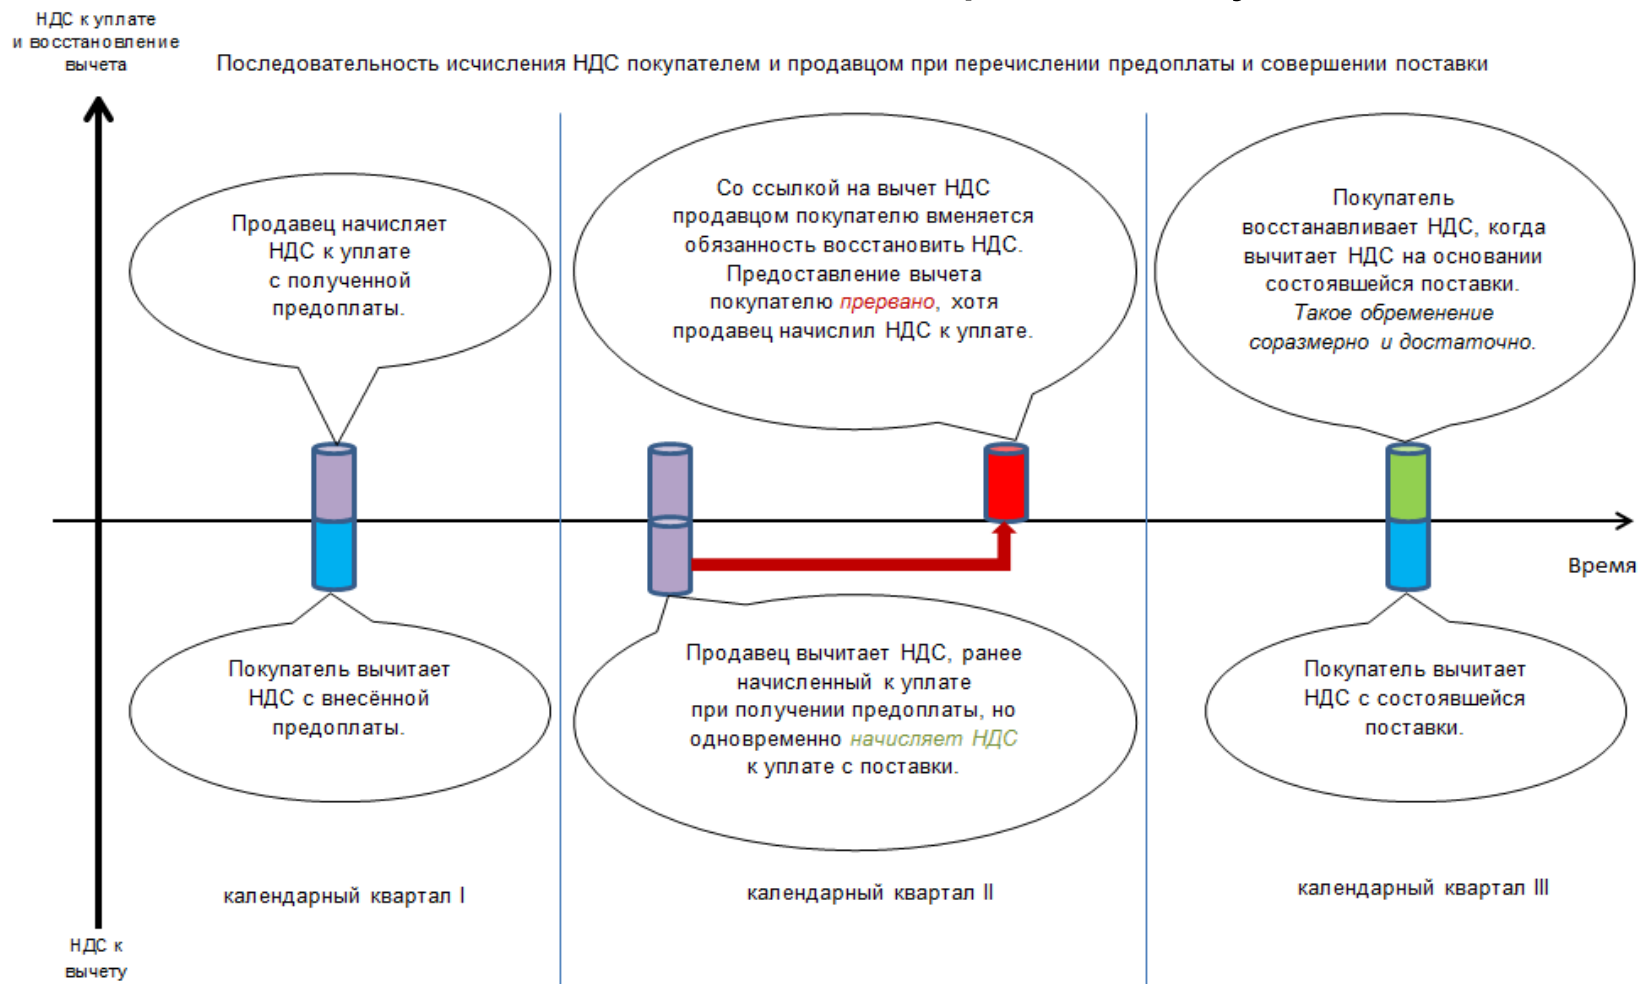 НДС к уплате
и восстановление
вычета
Последовательность исчисления НДС покупателем и продавцом при перечислении предоплаты и совершении поставки
Продавец начисляет
НДС к уплате
с полученной
предоплаты.
Со ссылкой на вычет НДС
продавцом покупателю вменяется
обязанность восстановить НДС.
Предоставление вычета
покупателю прервано, хотя
продавец начислил НДС к уплате.
Покупатель
восстанавливает НДС, когда
вычитает НДС на основании
состоявшейся поставки.
Такое обременение
соразмерно и достаточно.
Время
Покупатель вычитает
НДС с внесённой
предоплаты.
Продавец вычитает НДС, ранее
начисленный к уплате
при получении предоплаты, но
одновременно начисляет НДС
к уплате с поставки.
Покупатель вычитает
НДС с состоявшейся
поставки.
календарный квартал I
календарный квартал II
календарный квартал III
НДС к
вычету